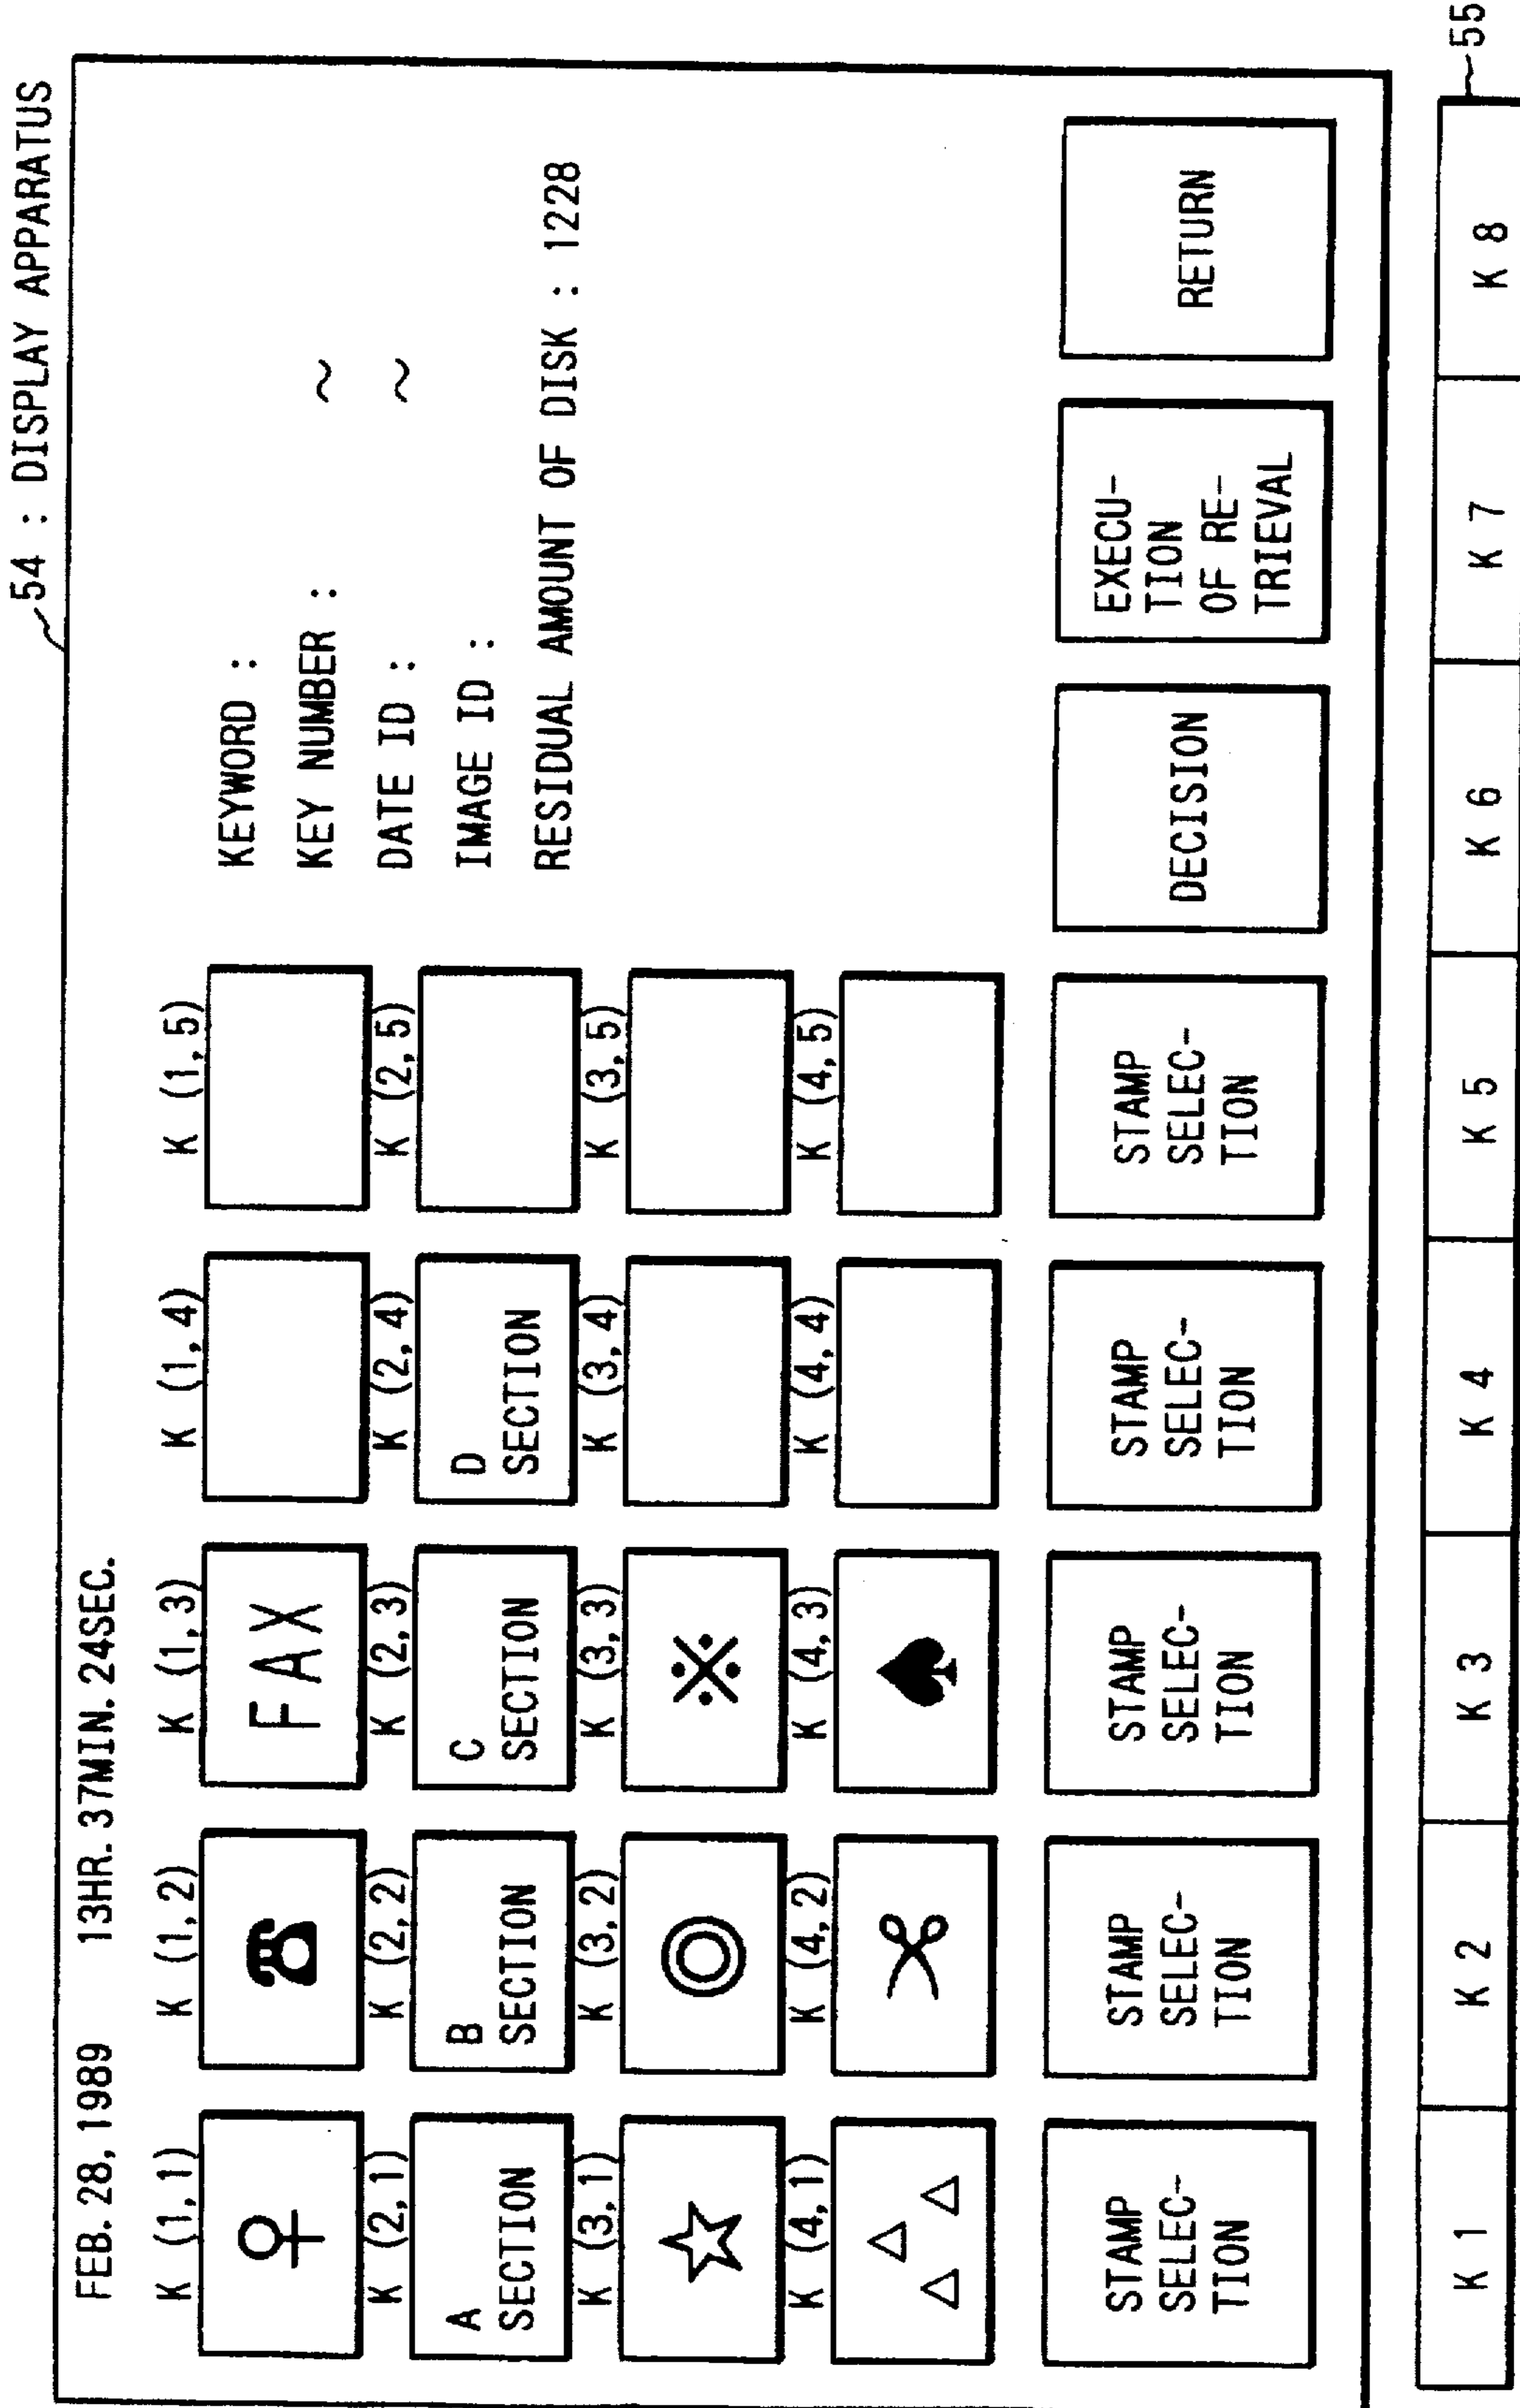 54 : DISPLAY APPARATUS
FEB. 28, 1989 13HR. 37MIN. 24SEC.
K (1, 1) K (1, 2) K (1, 3) K (1, 4) K (1, 5)
FAX
KEYWORD :
KEY NUMBER : ~
DATE ID : ~
IMAGE ID :
RESIDUAL AMOUNT OF DISK : 1228
K (2, 1) K (2, 2) K (2, 3) K (2, 4) K (2, 5)
A
SECTION
B
SECTION
C
SECTION
D
SECTION
K (3, 1) K (3, 2) K (3, 3) K (3, 4) K (3, 5)
☆ ◎ ※
K (4, 1) K (4, 2) K (4, 3) K (4, 4) K (4, 5)
STAMP
SELEC-
TION
STAMP
SELEC-
TION
STAMP
SELEC-
TION
STAMP
SELEC-
TION
STAMP
SELEC-
TION
DECISION
EXECU-
TION
OF RE-
TRIEVAL
RETURN
K 1 K 2 K 3 K 4 K 5 K 6 K 7 K 8
55